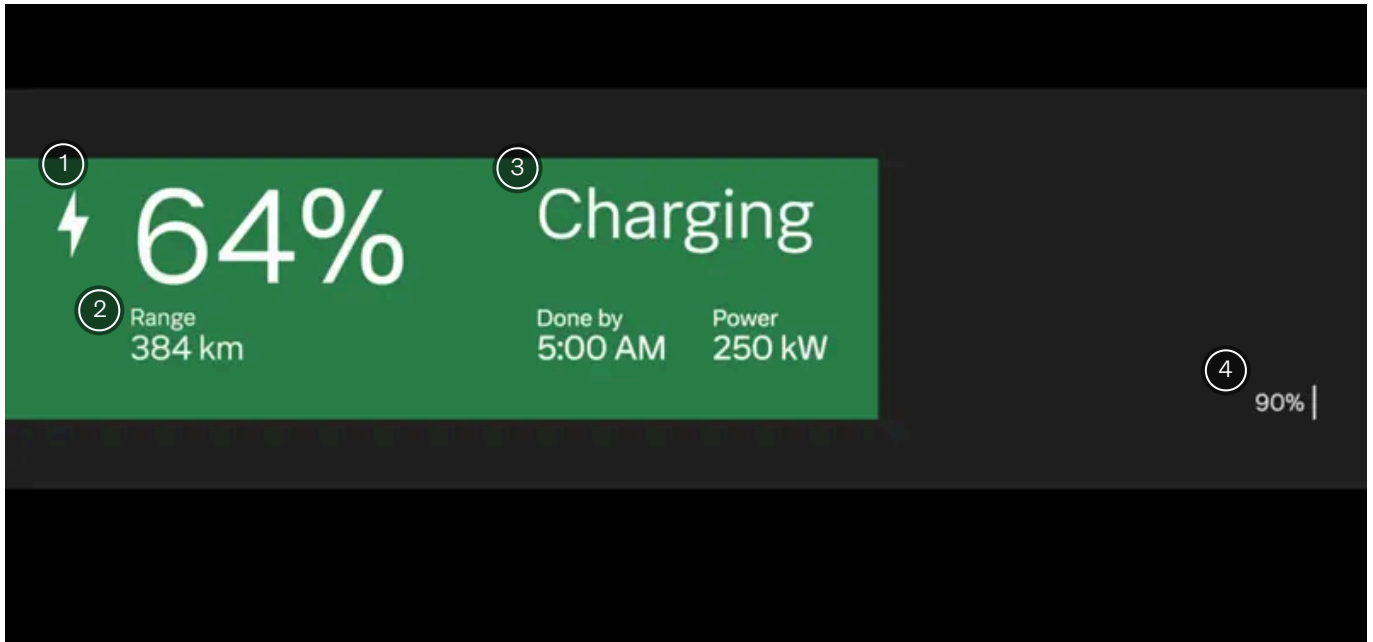 1
64%
2
Range
384 km
3
Charging
Done by
5:00 AM
Power
250 kW
4
90%